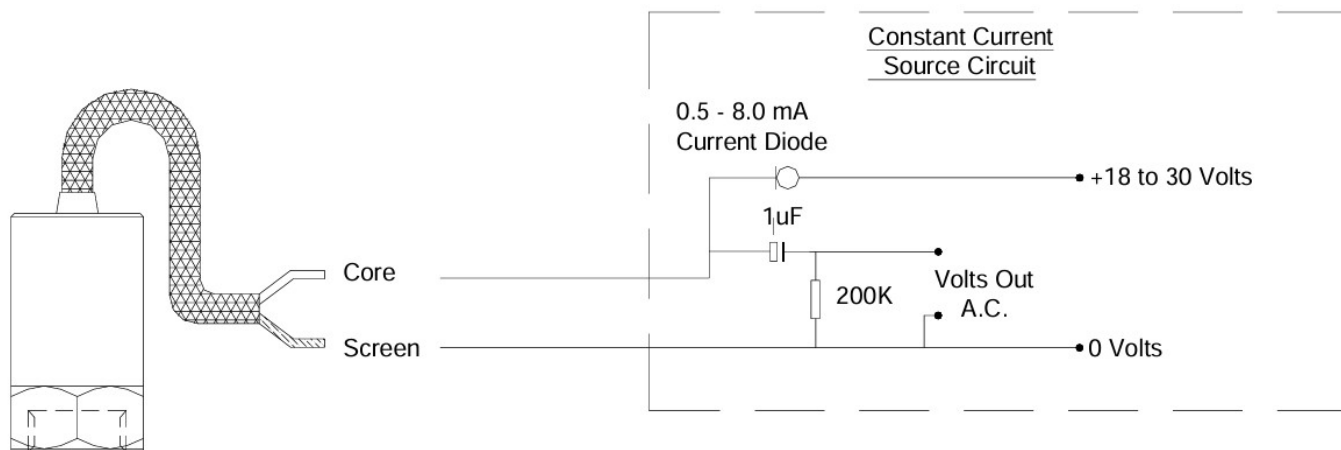 Constant Current
Source Circuit
0.5 - 8.0 mA
Current Diode
+18 to 30 Volts
1uF
Core
200K
Volts Out
A.C.
Screen
0 Volts